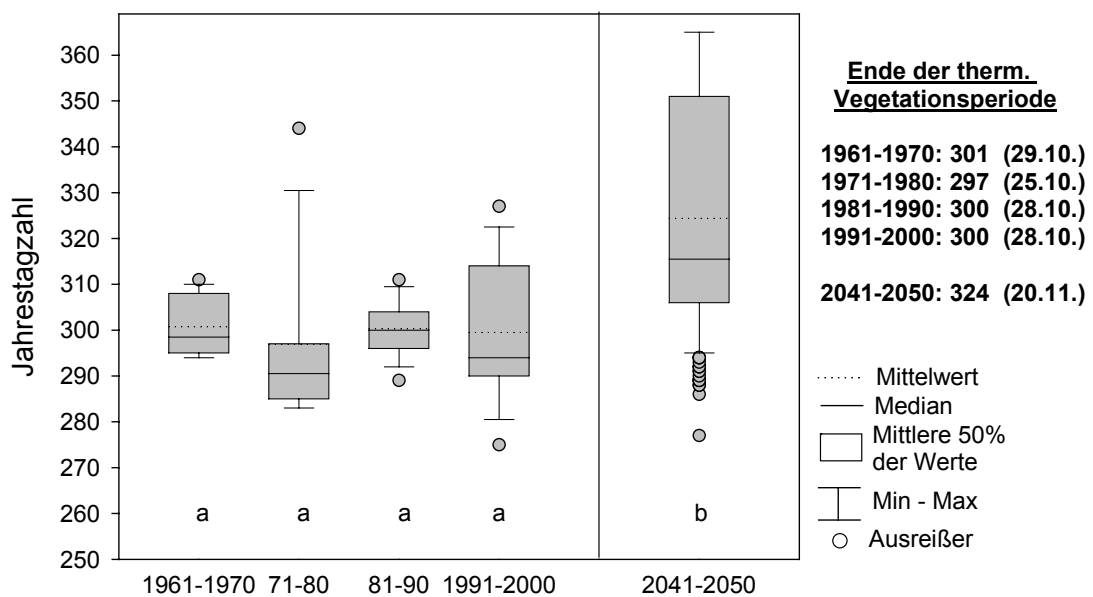 Jahrestagzahl
360
350
340
330
320
310
300
290
280
270
260
250
a a a a b
1961-1970 71-80 81-90 1991-2000 2041-2050
Ende der therm.
Vegetationsperiode
1961-1970: 301 (29.10.)
1971-1980: 297 (25.10.)
1981-1990: 300 (28.10.)
1991-2000: 300 (28.10.)
2041-2050: 324 (20.11.)
Mittelwert
Median
Mittlere 50%
der Werte
Min - Max
Ausreißer